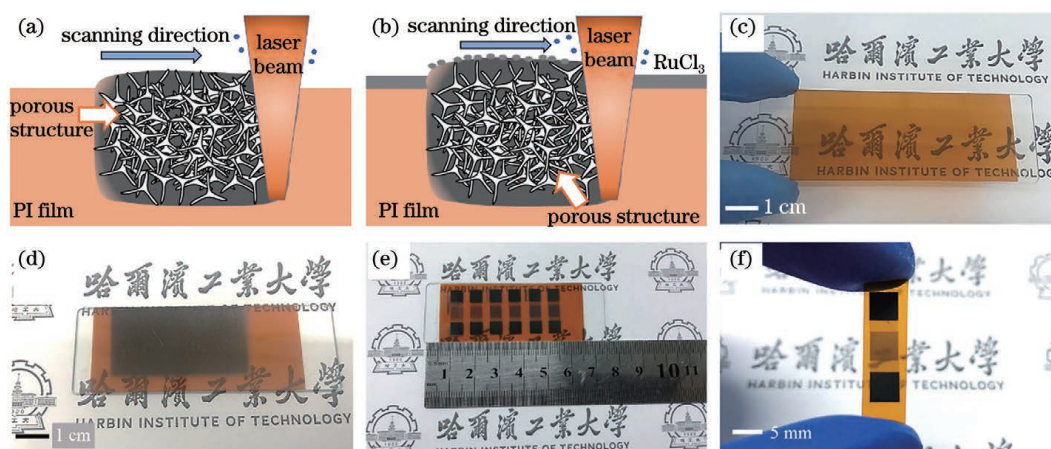 (a)
scanning direction
laser
beam
porous
structure
PI film
(b)
scanning direction
laser
beam
RuCl3
porous structure
PI film
(c)
哈爾濱工業大學
HARBIN INSTITUTE OF TECHNOLOGY
哈爾濱工業大學
HARBIN INSTITUTE OF TECHNOLOGY
1 cm
(d)
哈爾濱工業大學
哈爾濱工業大學
HARBIN INSTITUTE OF TECHNOLOGY
1 cm
(e)
哈爾濱工業大學
1 2 3 4 5 6 7 8 9 10 11
哈爾濱工業大學
HARBIN INSTITUTE OF TECHNOLOGY
(f)
哈爾濱工業大學
HARBIN INSTITUTE OF TECHNOLOGY
5 mm